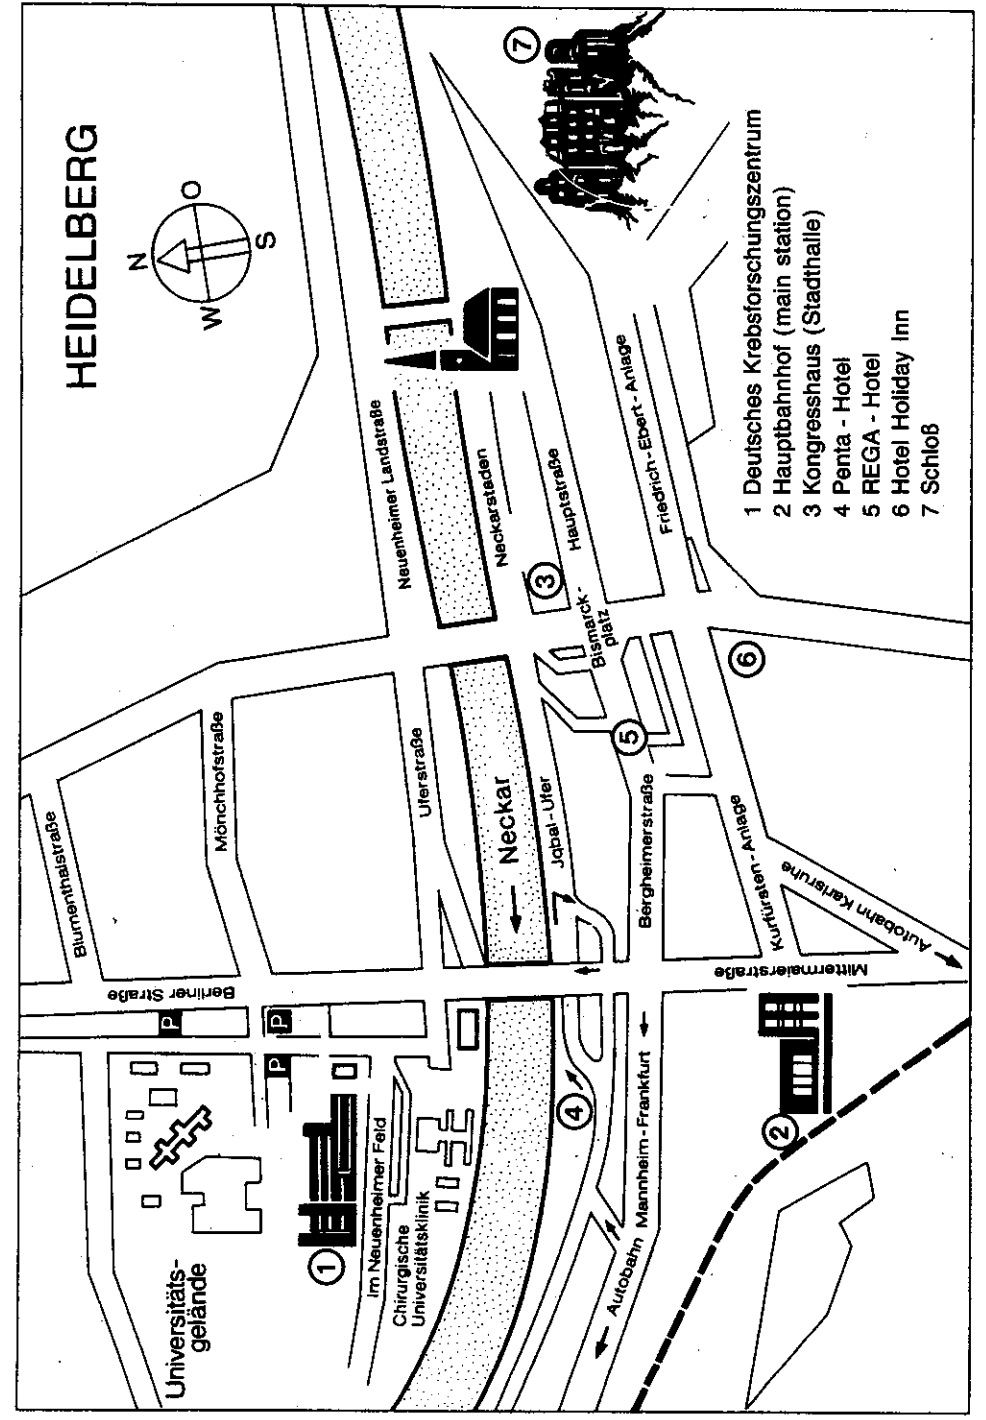 HEIDELBERG
N
O
S
W
Universitäts-
gelände
Blumenthalstraße
Mönchhofstraße
Berliner Straße
P
P
P
Uferstraße
Neuenheimer Landstraße
1
Im Neuenheimer Feld
Chirurgische
Universitätsklinik
Neckar
Neckarstaden
Jqbal-Ufer
Hauptstraße
3
Bismarck-
platz
4
5
Bergheimerstraße
Friedrich-Ebert-Anlage
Kurfürsten-Anlage
6
7
Autobahn Mannheim-Frankfurt
Mittermaierstraße
Autobahn Karlsruhe
2
1 Deutsches Krebsforschungszentrum
2 Hauptbahnhof (main station)
3 Kongresshaus (Stadthalle)
4 Penta - Hotel
5 REGA - Hotel
6 Hotel Holiday Inn
7 Schloß